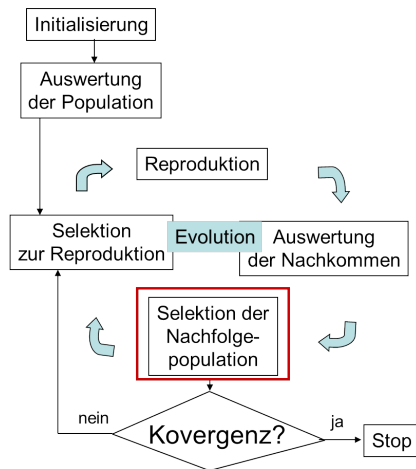 Initialisierung
Auswertung
der Population
Reproduktion
Selektion
zur Reproduktion
Evolution
Auswertung
der Nachkommen
Selektion der
Nachfolge-
population
nein
Kovergenz?
ja
Stop